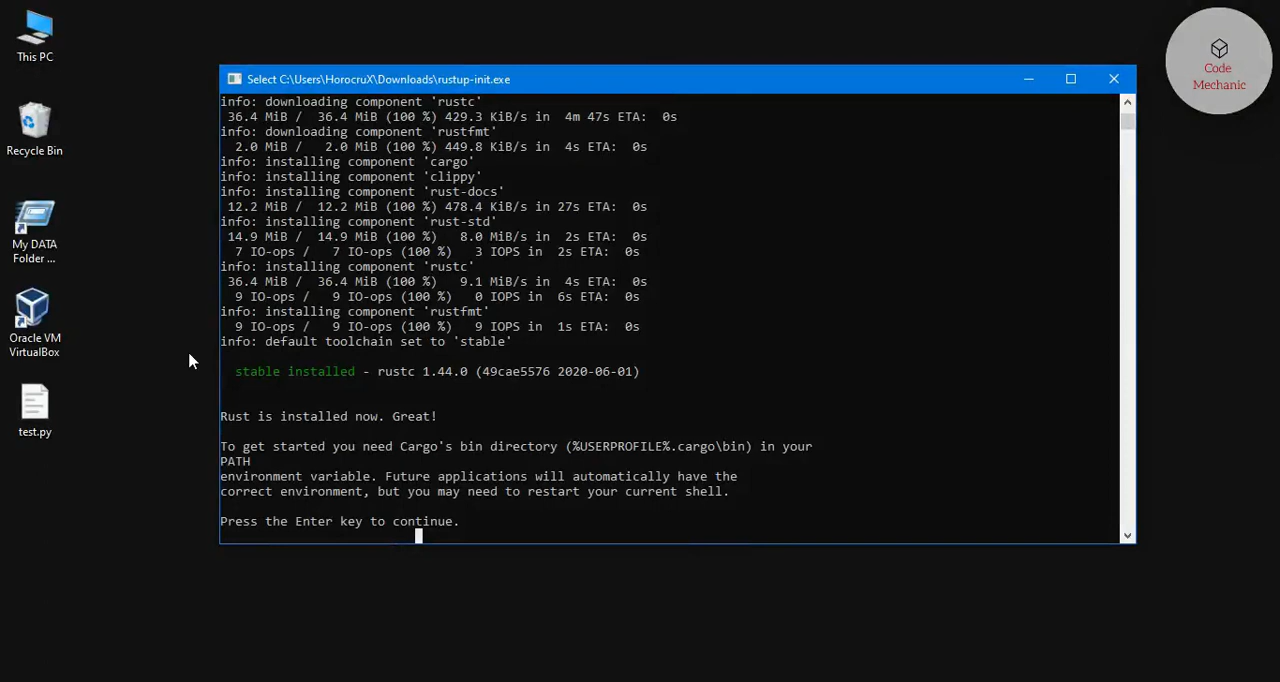 This PC
Recycle Bin
My DATA
Folder ...
Oracle VM
VirtualBox
test.py
Code
Mechanic
Select C:\Users\HorocruX\Downloads\rustup-init.exe
info: downloading component 'rustc'
36.4 MiB / 36.4 MiB (100 %) 429.3 KiB/s in 4m 47s ETA: 0s
info: downloading component 'rustfmt'
2.0 MiB / 2.0 MiB (100 %) 449.8 KiB/s in 4s ETA: 0s
info: installing component 'cargo'
info: installing component 'clippy'
info: installing component 'rust-docs'
12.2 MiB / 12.2 MiB (100 %) 478.4 KiB/s in 27s ETA: 0s
info: installing component 'rust-std'
14.9 MiB / 14.9 MiB (100 %) 8.0 MiB/s in 2s ETA: 0s
7 IO-ops / 7 IO-ops (100 %) 3 IOPS in 2s ETA: 0s
info: installing component 'rustc'
36.4 MiB / 36.4 MiB (100 %) 9.1 MiB/s in 4s ETA: 0s
9 IO-ops / 9 IO-ops (100 %) 0 IOPS in 6s ETA: 0s
info: installing component 'rustfmt'
9 IO-ops / 9 IO-ops (100 %) 9 IOPS in 1s ETA: 0s
info: default toolchain set to 'stable'
stable installed - rustc 1.44.0 (49cae5576 2020-06-01)
Rust is installed now. Great!
To get started you need Cargo's bin directory (%USERPROFILE%.cargo\bin) in your
PATH
environment variable. Future applications will automatically have the
correct environment, but you may need to restart your current shell.
Press the Enter key to continue.